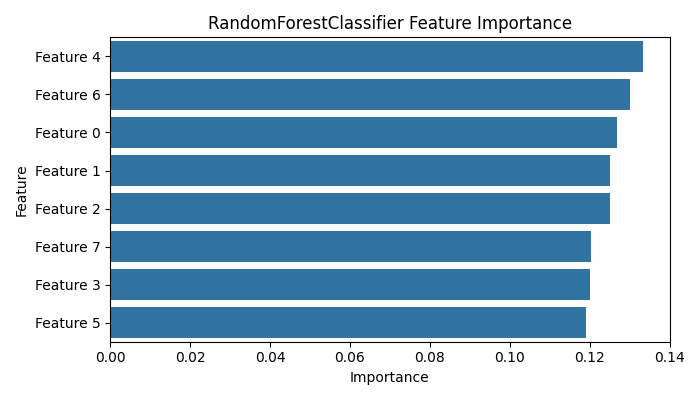 RandomForestClassifier Feature Importance
Feature
Feature 4
Feature 6
Feature 0
Feature 1
Feature 2
Feature 7
Feature 3
Feature 5
0.00 0.02 0.04 0.06 0.08 0.10 0.12 0.14
Importance